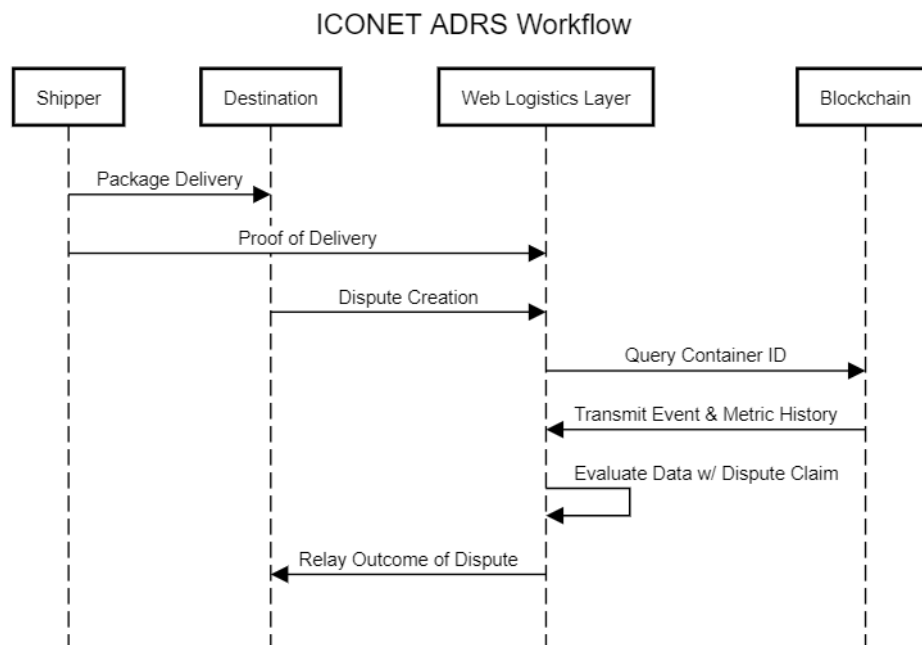 ICONET ADRS Workflow
Shipper
Destination
Web Logistics Layer
Blockchain
Package Delivery
Proof of Delivery
Dispute Creation
Query Container ID
Transmit Event & Metric History
Evaluate Data w/ Dispute Claim
Relay Outcome of Dispute